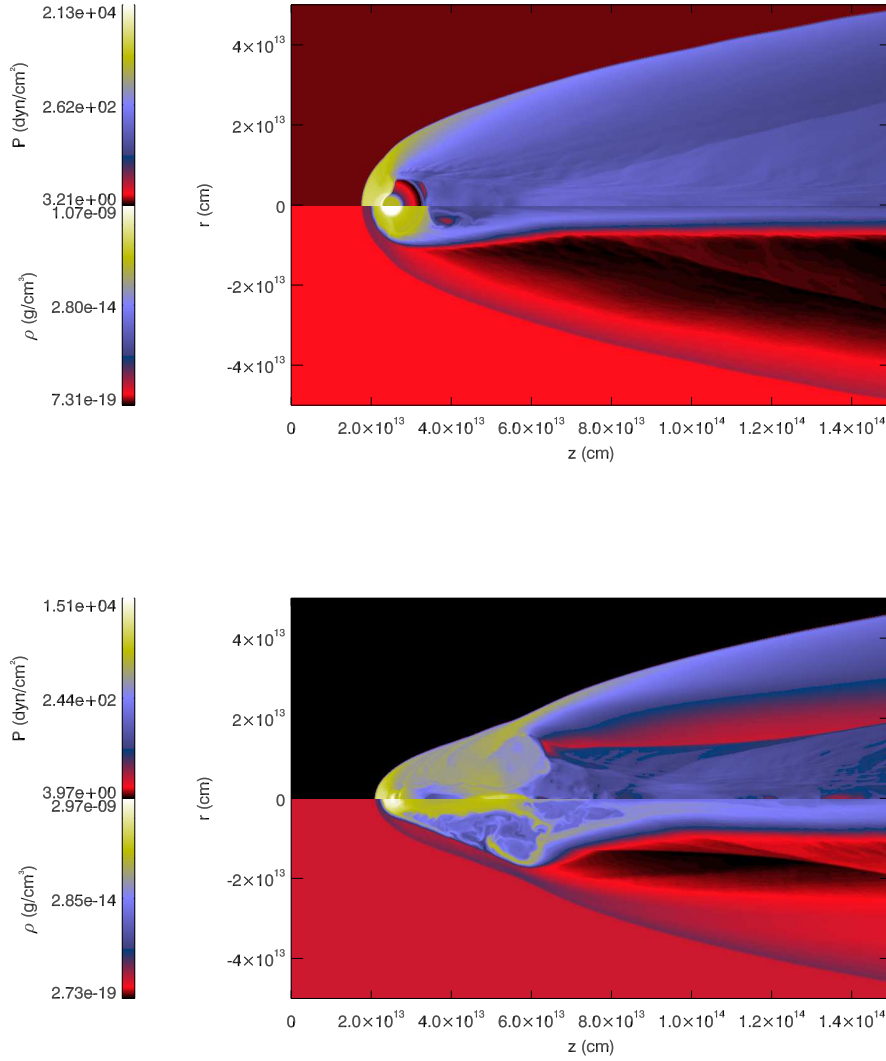 2.13e+04
P (dyn/cm²)
2.62e+02
3.21e+00
1.07e-09
ρ (g/cm³)
2.80e-14
7.31e-19
r (cm)
4×10¹³
2×10¹³
0
-2×10¹³
-4×10¹³
0 2.0×10¹³ 4.0×10¹³ 6.0×10¹³ 8.0×10¹³ 1.0×10¹⁴ 1.2×10¹⁴ 1.4×10¹⁴
z (cm)
1.51e+04
P (dyn/cm²)
2.44e+02
3.97e+00
2.97e-09
ρ (g/cm³)
2.85e-14
2.73e-19
r (cm)
4×10¹³
2×10¹³
0
-2×10¹³
-4×10¹³
0 2.0×10¹³ 4.0×10¹³ 6.0×10¹³ 8.0×10¹³ 1.0×10¹⁴ 1.2×10¹⁴ 1.4×10¹⁴
z (cm)